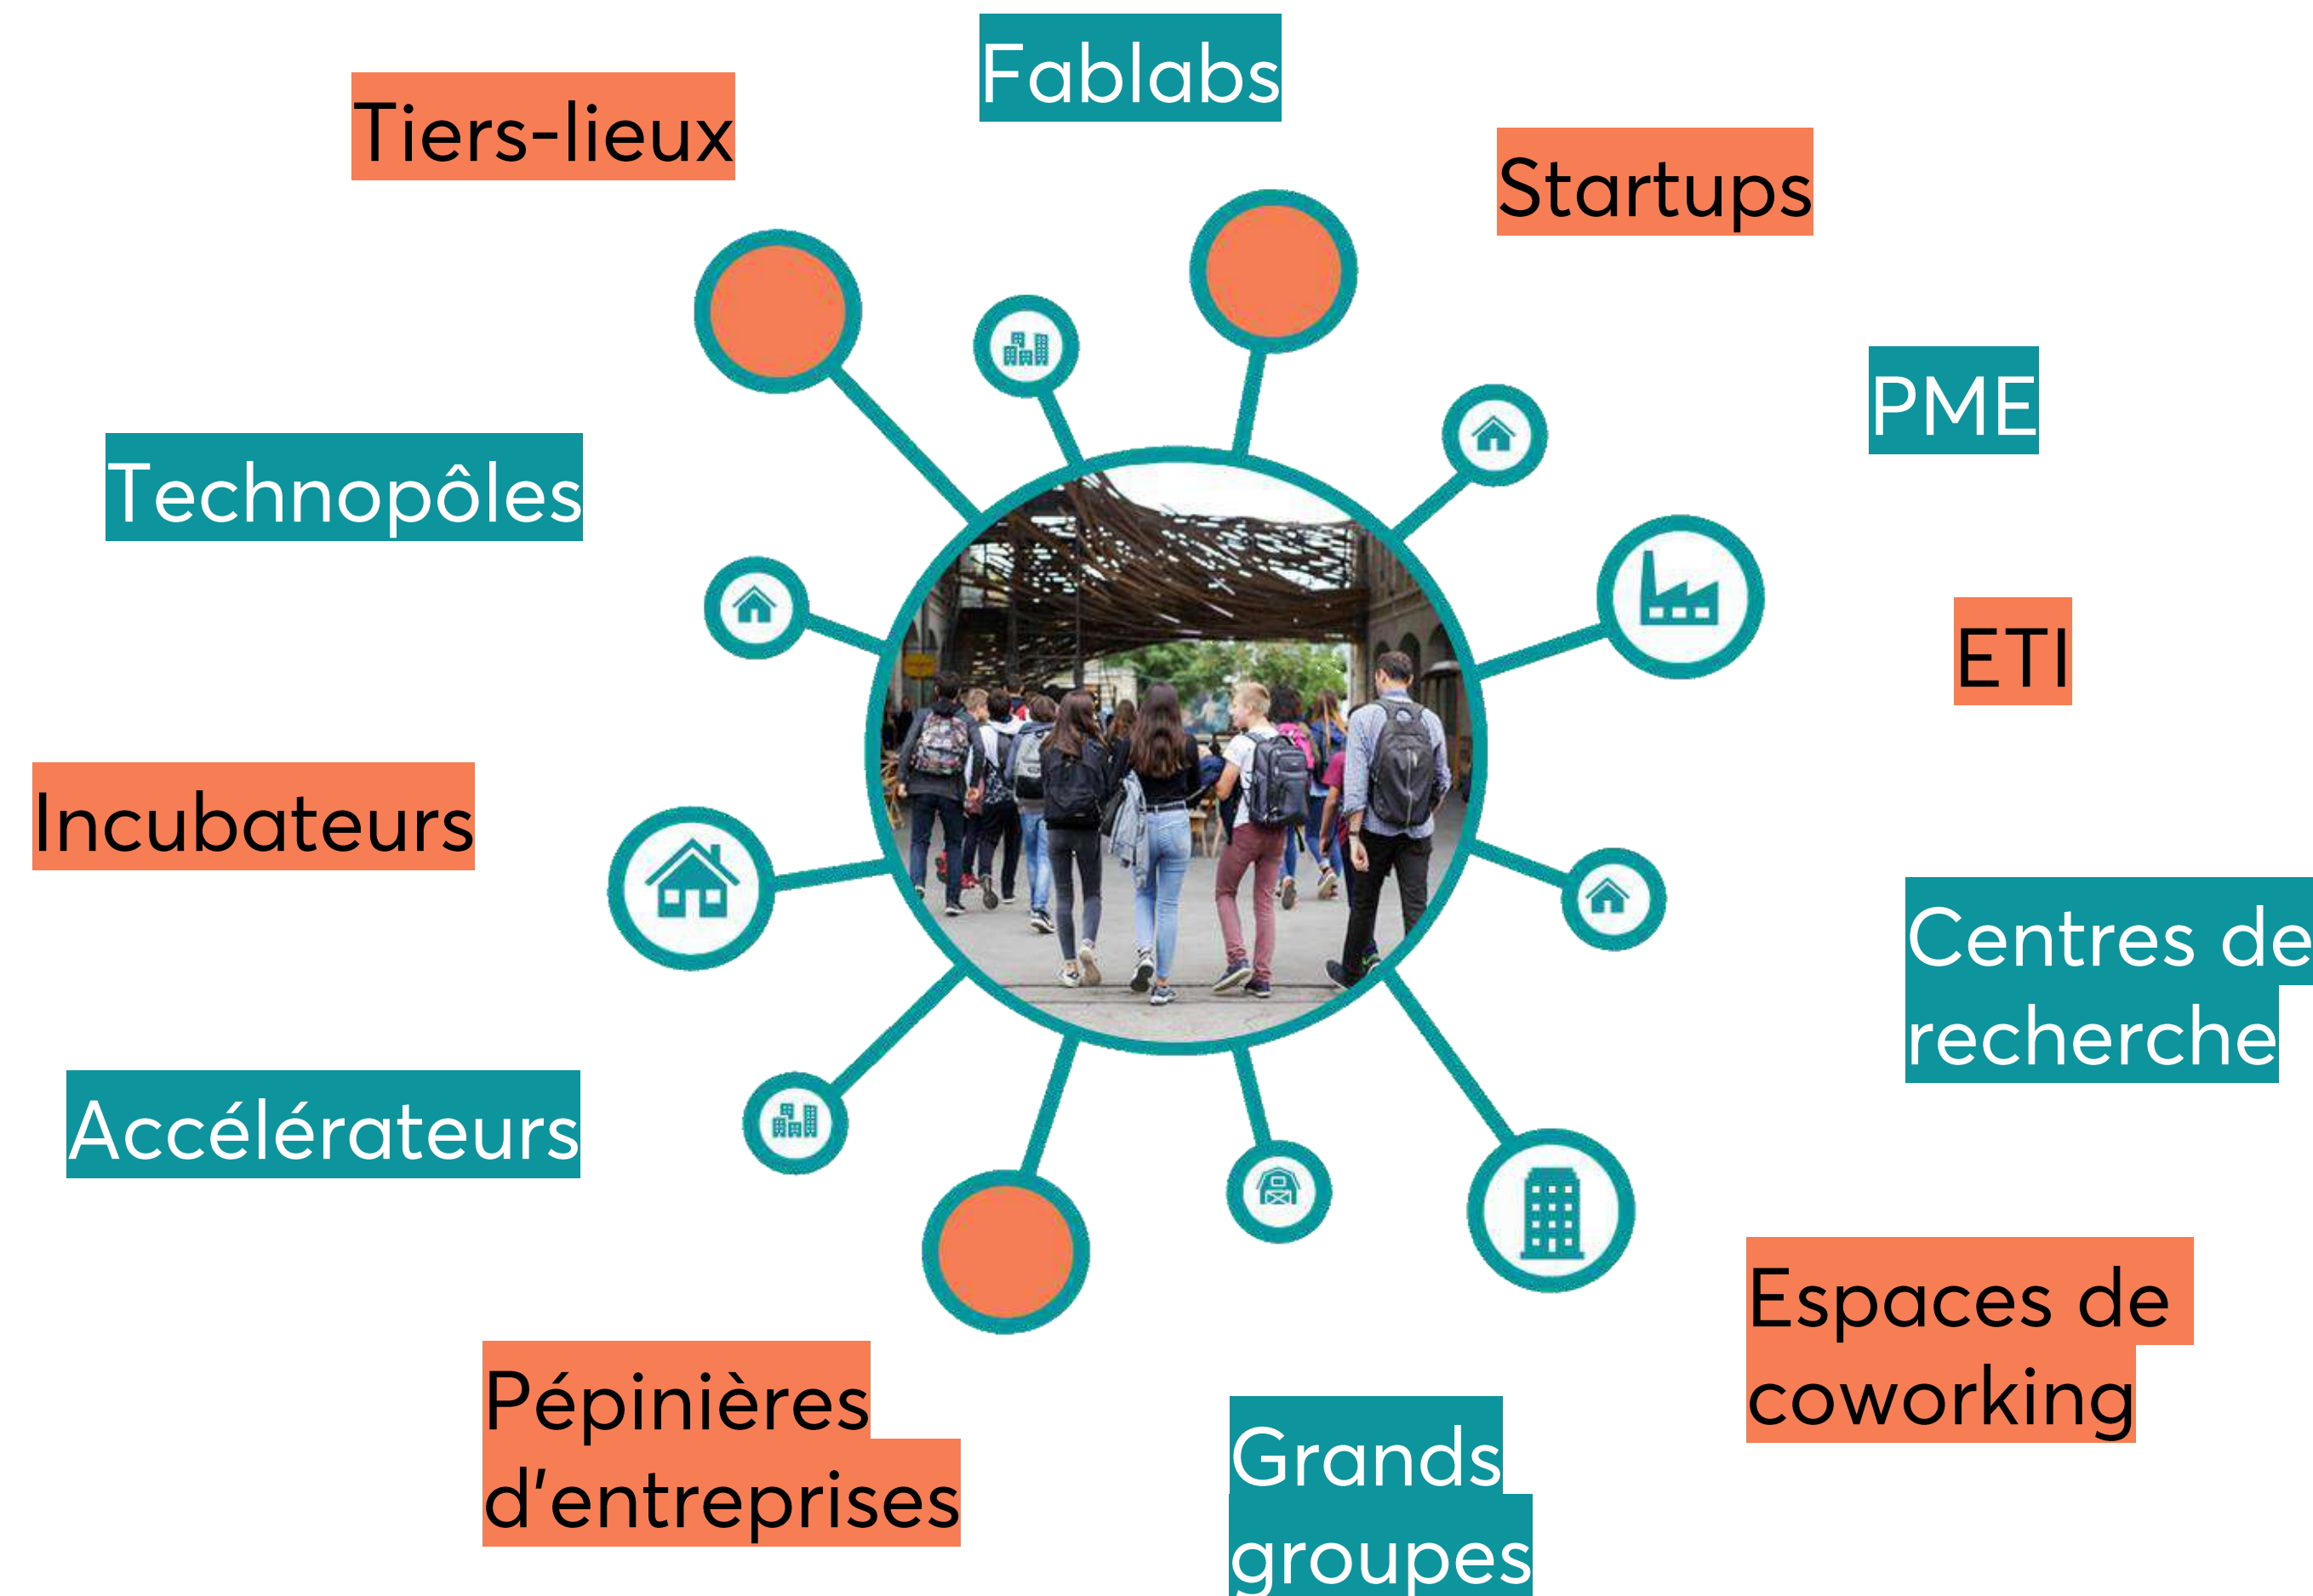 Fablabs
Tiers-lieux
Startups
PME
Technopôles
ETI
Incubateurs
Centres de
recherche
Accélérateurs
Espaces de
coworking
Pépinières
d'entreprises
Grands
groupes